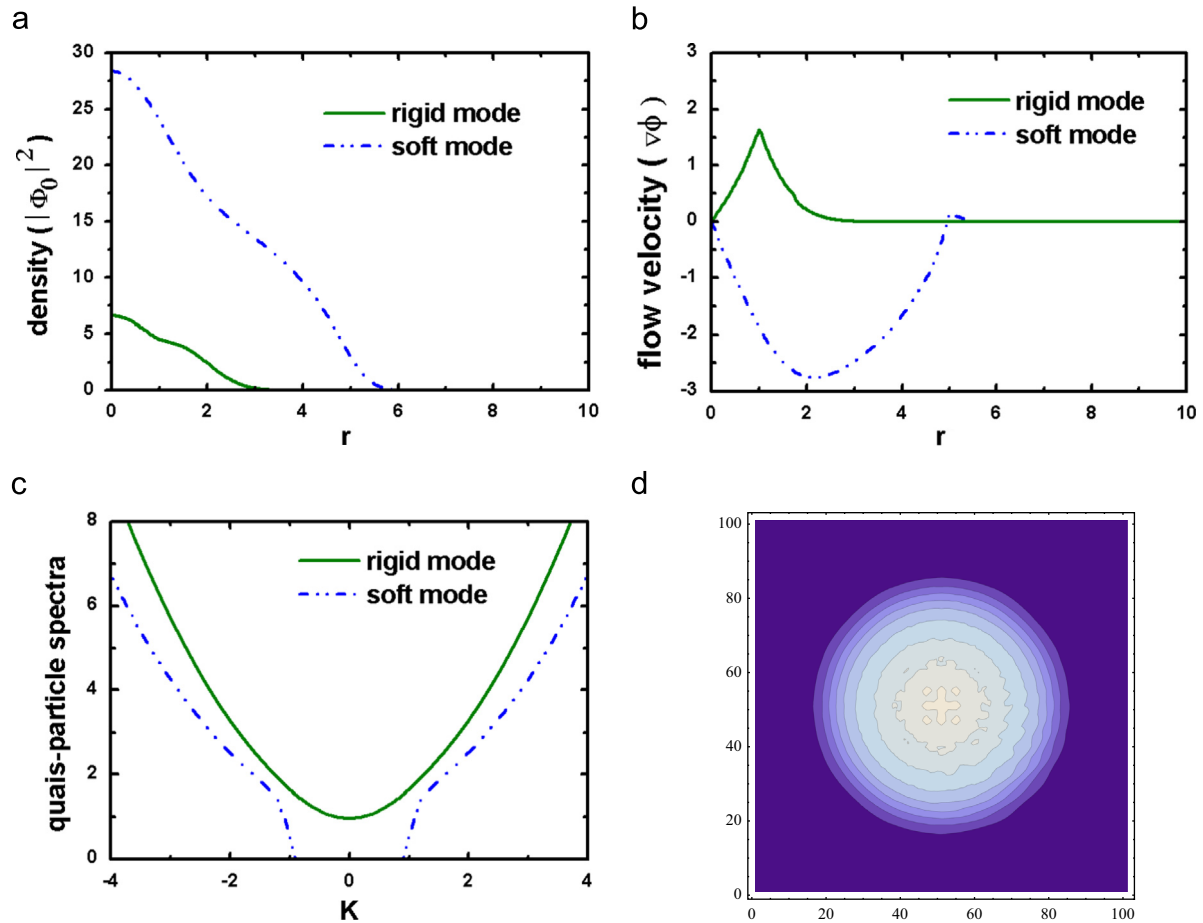 a
30
25
20
15
10
5
0
density ( |Φ₀|² )
rigid mode
soft mode
0 2 4 6 8 10
r
b
3
2
1
0
-1
-2
-3
flow velocity ( ∇ϕ )
rigid mode
soft mode
0 2 4 6 8 10
r
c
8
6
4
2
0
quais-particle spectra
rigid mode
soft mode
-4 -2 0 2 4
K
d
100
80
60
40
20
0
0 20 40 60 80 100